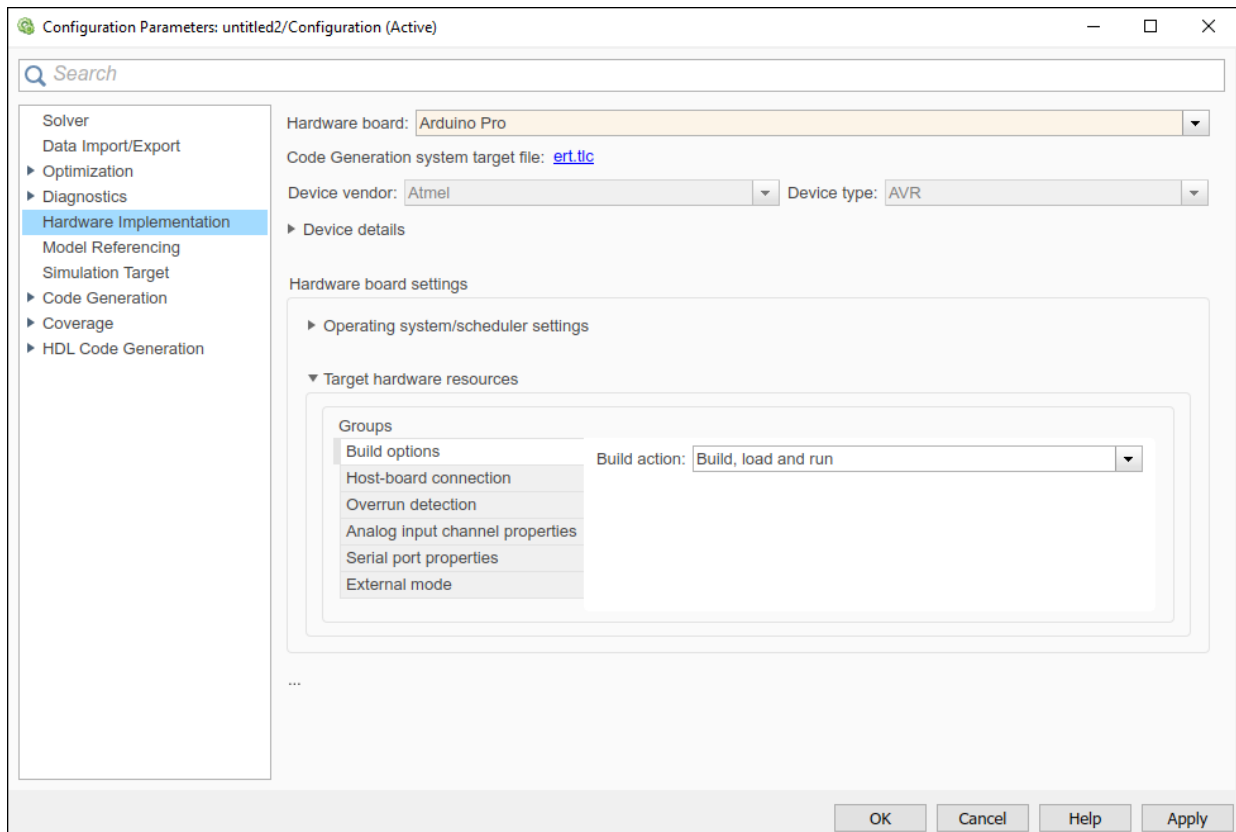 Configuration Parameters: untitled2/Configuration (Active)
Search
Solver
Data Import/Export
Optimization
Diagnostics
Hardware Implementation
Model Referencing
Simulation Target
Code Generation
Coverage
HDL Code Generation
Hardware board: Arduino Pro
Code Generation system target file: ert.tlc
Device vendor: Atmel Device type: AVR
Device details
Hardware board settings
Operating system/scheduler settings
Target hardware resources
Groups
Build options
Host-board connection
Overrun detection
Analog input channel properties
Serial port properties
External mode
Build action: Build, load and run
...
OK Cancel Help Apply